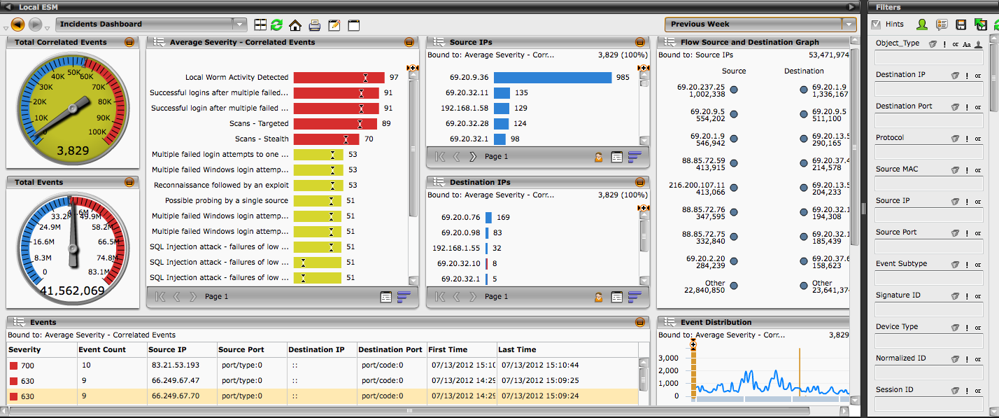 Local ESM
Incidents Dashboard
Previous Week
Total Correlated Events
10K
20K
30K
40K
50K
60K
70K
80K
90K
100K
3,829
Total Events
0
8.3M
16.6M
24.9M
33.2M
49.9M
58.2M
66.5M
74.8M
83.1M
41,562,069
Average Severity - Correlated Events
Local Worm Activity Detected 97
Successful logins after multiple failed... 91
Successful login after multiple failed ... 91
Scans - Targeted 89
Scans - Stealth 70
Multiple failed login attempts to one ... 53
Multiple failed Windows login attemp... 53
Reconnaissance followed by an exploit 53
Possible probing by a single source 51
Multiple failed Windows login attemp... 51
Multiple failed Windows login attemp... 51
SQL Injection attack - failures of low ... 51
SQL Injection attack - failures of low ... 51
SQL Injection attack - failures of low ... 51
Page 1
Source IPs
Bound to: Average Severity - Corr... 3,829 (100%)
69.20.9.36 985
69.20.32.11 135
192.168.1.58 129
69.20.32.28 124
69.20.32.1 98
Page 1
Destination IPs
Bound to: Average Severity - Corr... 3,829 (100%)
69.20.0.76 169
69.20.0.98 83
192.168.1.55 32
69.20.32.10 8
69.20.32.1 5
Page 1
Flow Source and Destination Graph
Bound to: Source IPs 53,471,974
Source Destination
69.20.237.25 69.20.1.9
1,002,338 1,336,167
69.20.9.5 69.20.9.5
554,202 511,100
69.20.1.9 69.20.13.5
546,942 290,165
88.85.72.59 69.20.37.4
413,915 214,578
216.200.107.11 69.20.13.5
413,066 204,233
88.85.72.76 69.20.32.1
347,595 194,308
88.85.72.75 69.20.32.1
332,840 185,439
69.20.2.20 69.20.37.6
284,239 158,623
Other Other
22,840,850 23,641,374
Events
Bound to: Average Severity - Correlated Events
Severity Event Count Source IP Source Port Destination IP Destination Port First Time Last Time
700 10 83.21.53.193 port/type:0 :: port/code:0 07/13/2012 15:10 07/13/2012 15:10:44
630 9 66.249.67.47 port/type:0 :: port/code:0 07/13/2012 14:29 07/13/2012 15:09:25
630 9 66.249.67.70 port/type:0 :: port/code:0 07/13/2012 14:29 07/13/2012 15:09:24
Event Distribution
Bound to: Average Severity - Corr... 3,829
3,000
2,000
1,000
0
Filters
Hints
Object_Type ! or Aa
Destination IP ! or
Destination Port ! or
Protocol ! or
Source MAC ! or
Source IP ! or
Source Port ! or
Event Subtype ! or
Signature ID ! or
Device Type ! or
Normalized ID ! or
Session ID ! or